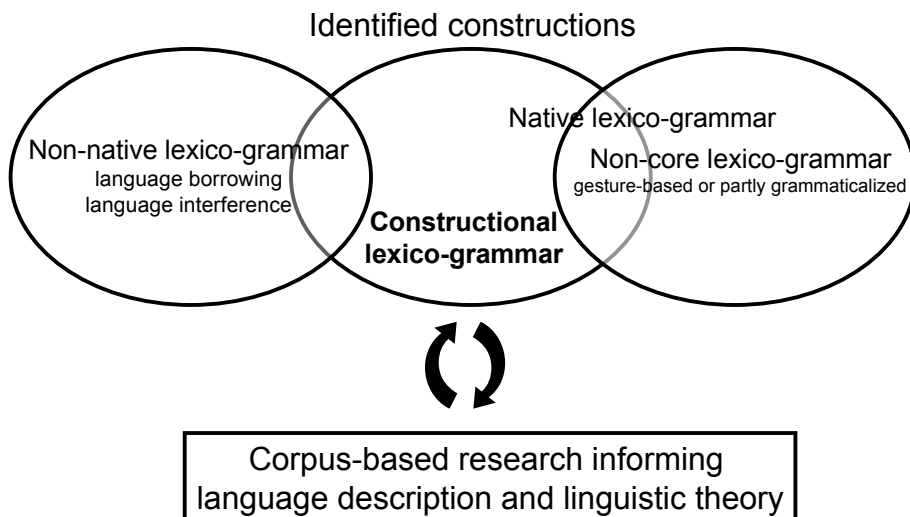 Identified constructions
Non-native lexico-grammar
language borrowing
language interference
Native lexico-grammar
Non-core lexico-grammar
gesture-based or partly grammaticalized
Constructional
lexico-grammar
Corpus-based research informing
language description and linguistic theory